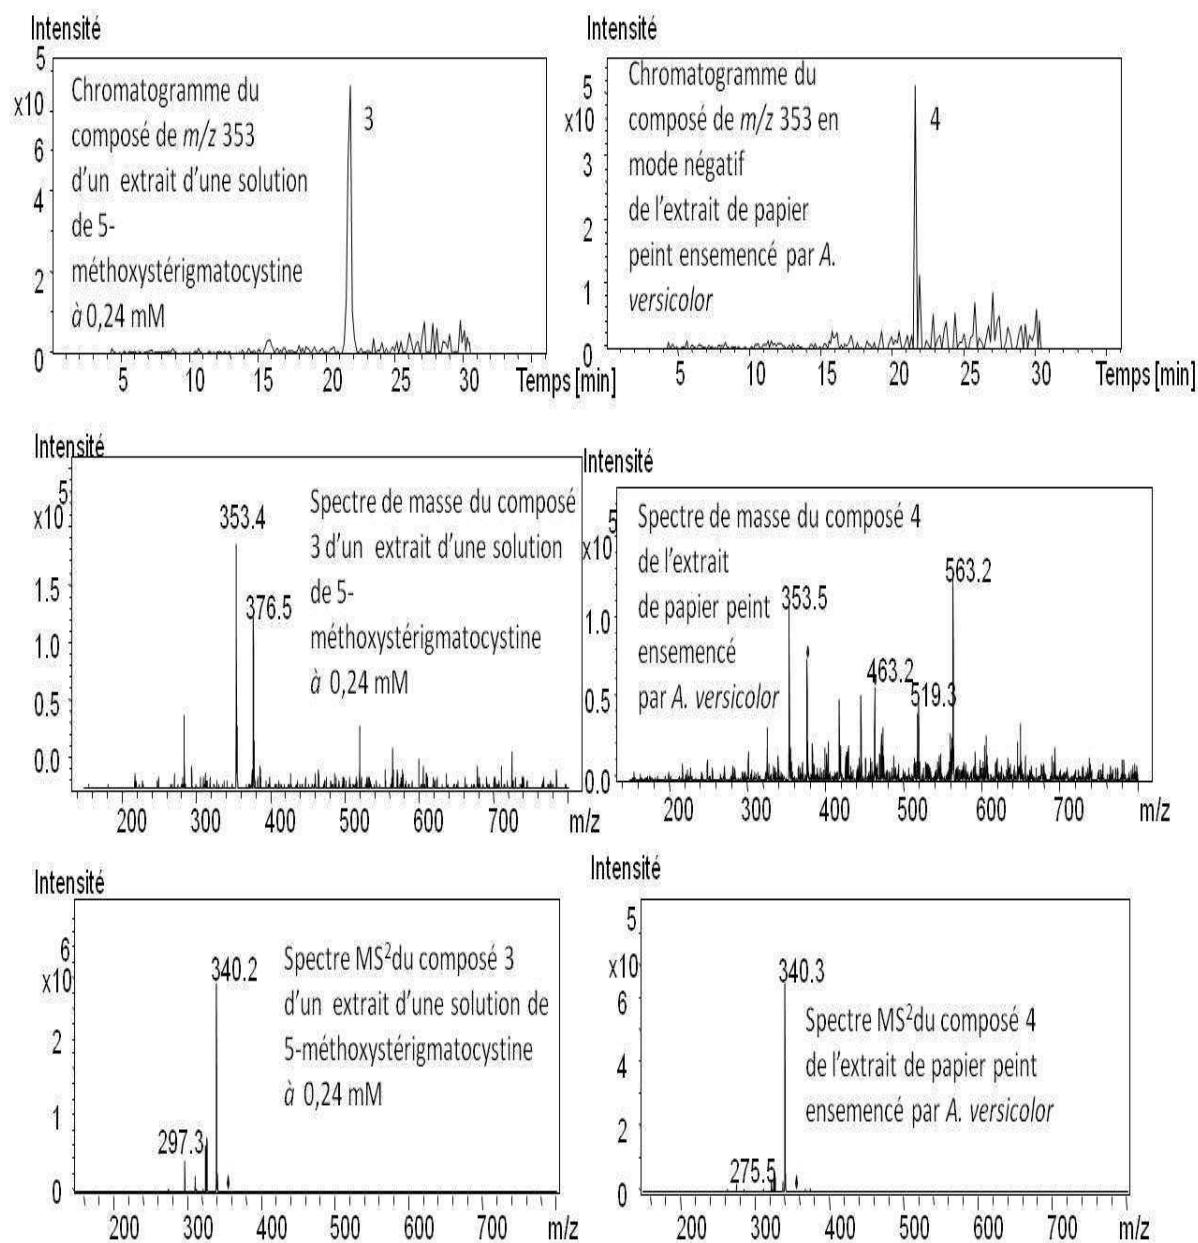 Intensité
5
x10
6
4
2
0
Chromatogramme du
composé de m/z 353
d'un extrait d'une solution
de 5-
méthoxystérigmatocystine
à 0,24 mM
3
5 10 15 20 25 30 Temps [min]
Intensité
5
x10
3
2
1
0
Chromatogramme du
composé de m/z 353 en
mode négatif
de l'extrait de papier
peint ensemencé par A.
versicolor
4
5 10 15 20 25 30 Temps [min]
Intensité
5
x10
1.5
1.0
0.5
0.0
353.4
376.5
Spectre de masse du composé
3 d'un extrait d'une solution
de 5-
méthoxystérigmatocystine
à 0,24 mM
200 300 400 500 600 700 m/z
Intensité
5
x10
1.0
0.5
0.0
Spectre de masse du composé 4
de l'extrait
de papier peint
ensemencé
par A. versicolor
353.5
463.2
519.3
563.2
200 300 400 500 600 700 m/z
Intensité
6
x10
2
1
0
340.2
297.3
Spectre MS²du composé 3
d'un extrait d'une solution de
5-méthoxystérigmatocystine
à 0,24 mM
200 300 400 500 600 700 m/z
Intensité
5
x10
6
4
2
0
340.3
275.5
Spectre MS²du composé 4
de l'extrait de papier peint
ensemencé par A. versicolor
200 300 400 500 600 700 m/z